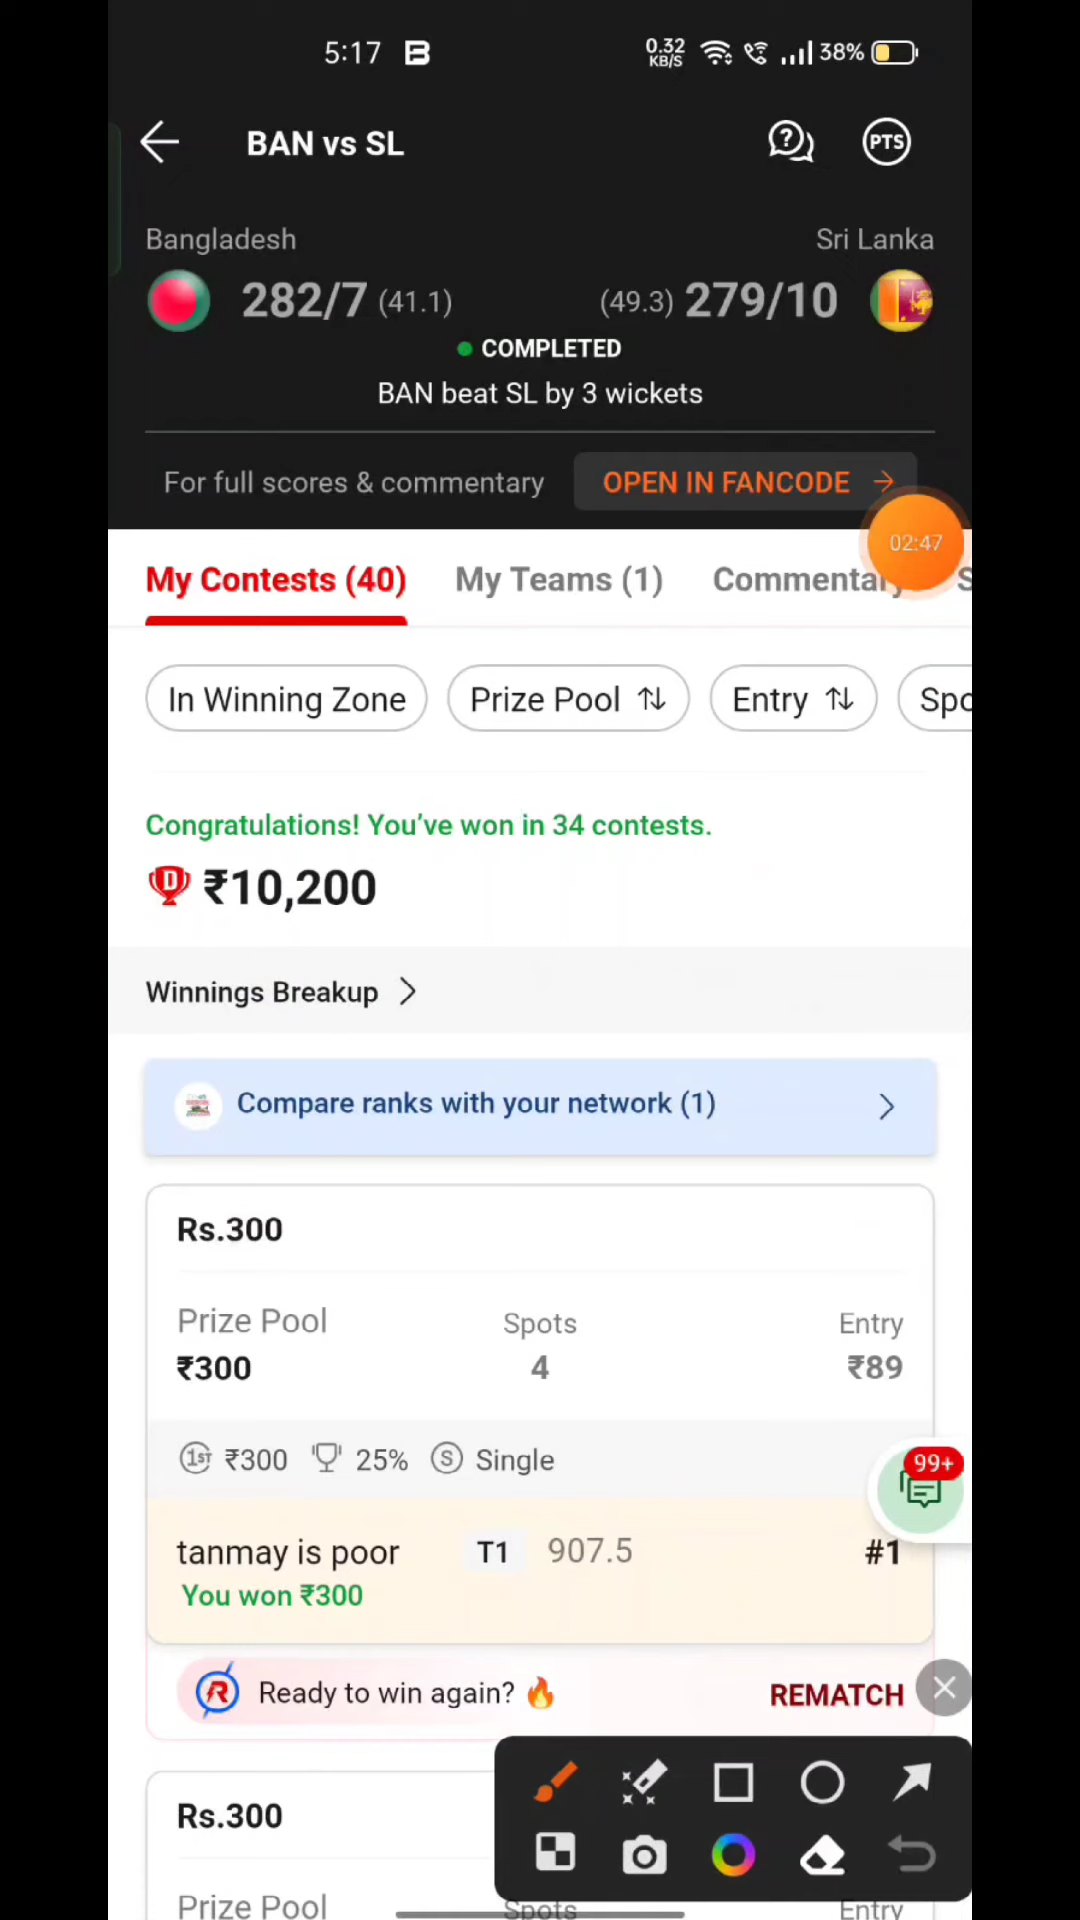 5:17
0.32
KB/S
38%
BAN vs SL
PTS
Bangladesh
Sri Lanka
282/7 (41.1)
(49.3) 279/10
COMPLETED
BAN beat SL by 3 wickets
For full scores & commentary
OPEN IN FANCODE
02:47
My Contests (40)
My Teams (1)
Commentary
S
In Winning Zone
Prize Pool
Entry
Spo
Congratulations! You've won in 34 contests.
D
₹10,200
Winnings Breakup
Compare ranks with your network (1)
Rs.300
Prize Pool
Spots
Entry
₹300
4
₹89
1ST ₹300
25%
S Single
99+
tanmay is poor
T1
907.5
#1
You won ₹300
R
Ready to win again?
REMATCH
Rs.300
Prize Pool
Spots
Entry